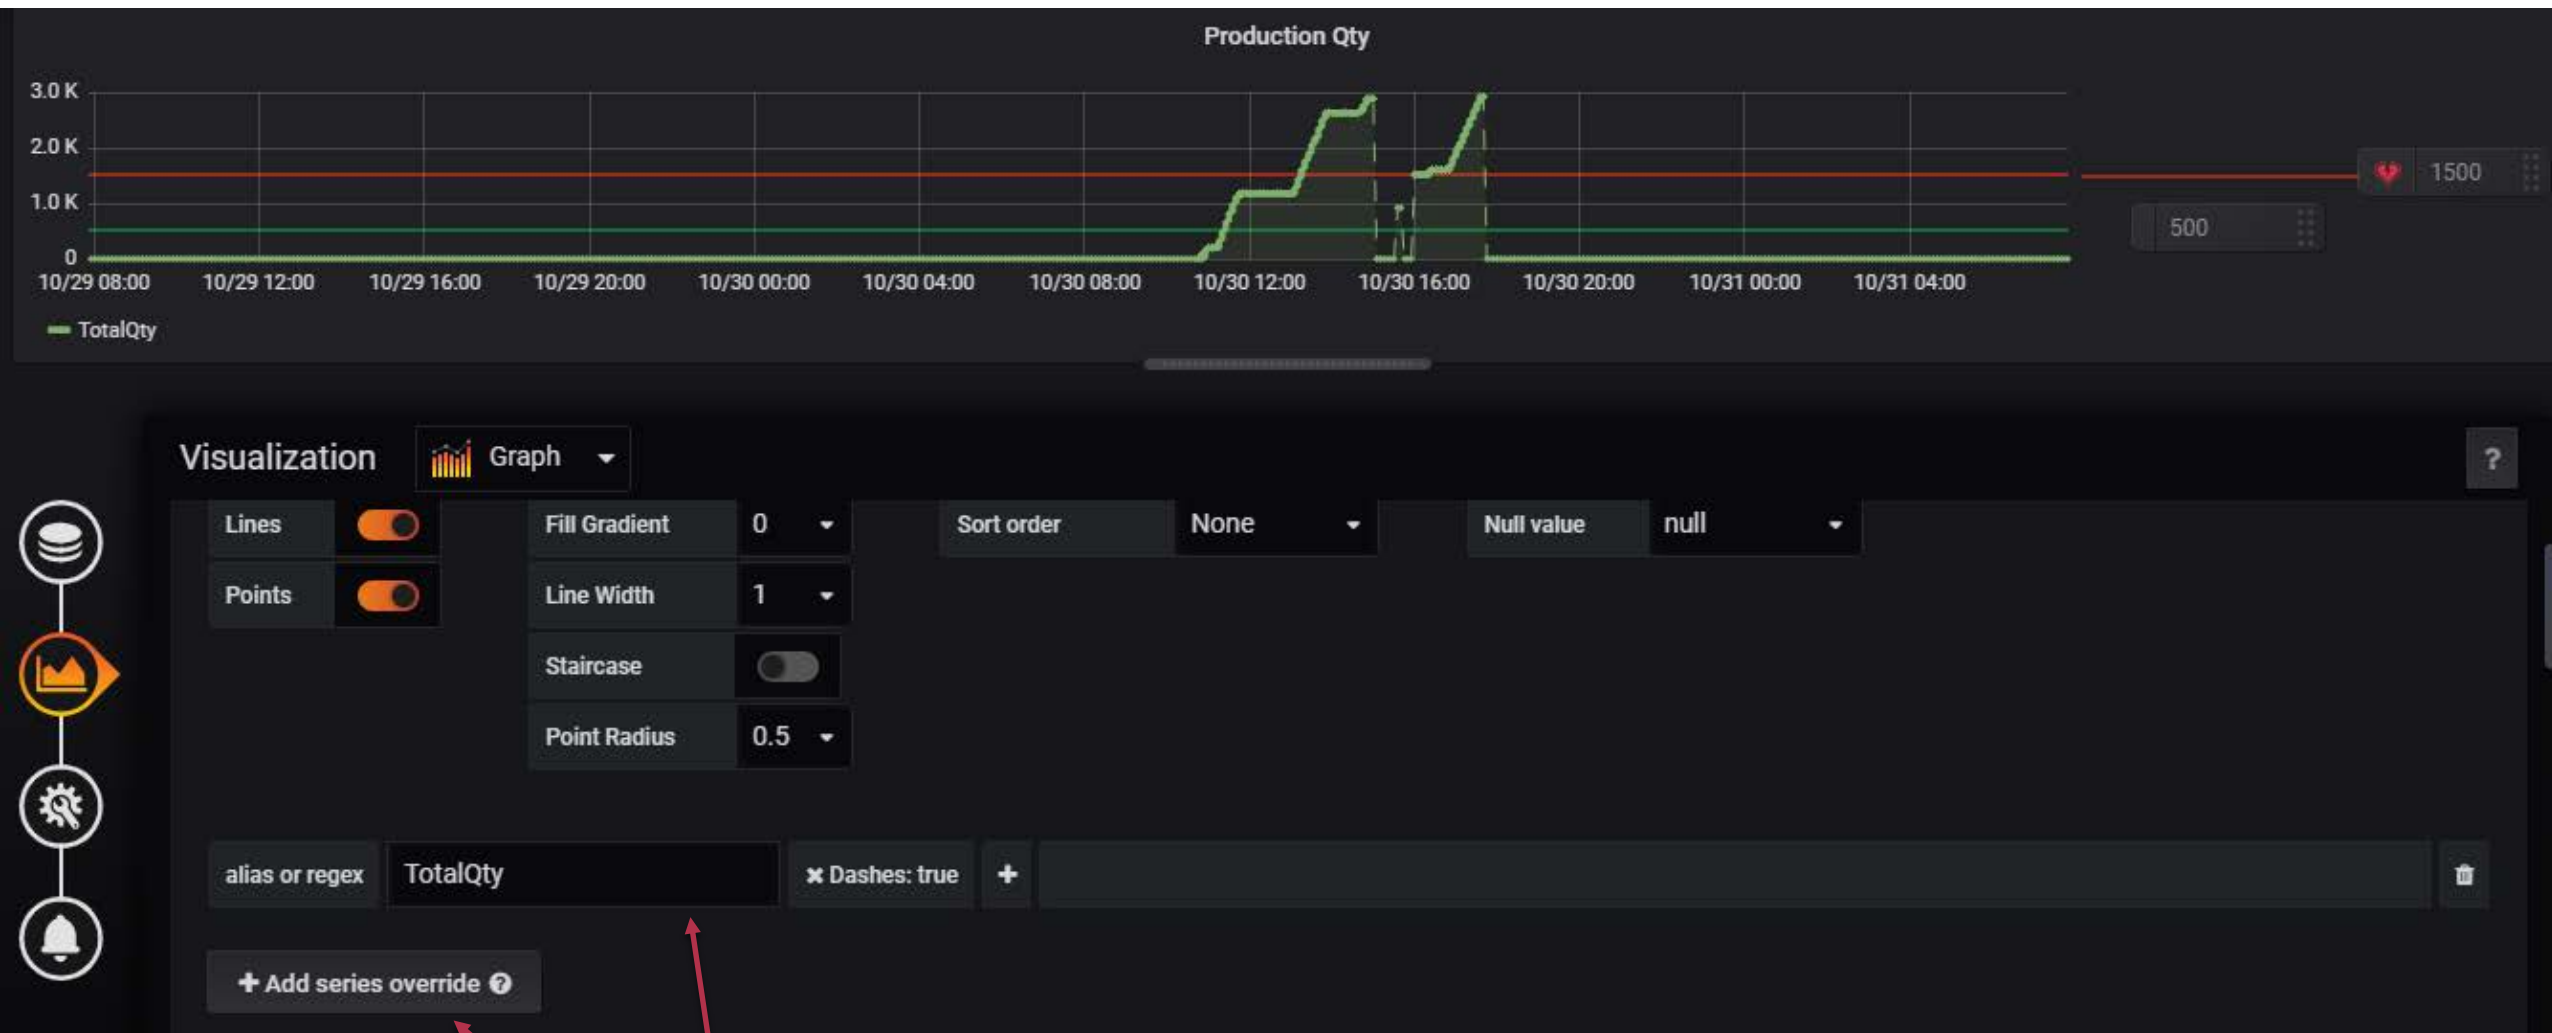 Production Qty
3.0 K
2.0 K
1.0 K
0
1500
500
10/29 08:00 10/29 12:00 10/29 16:00 10/29 20:00 10/30 00:00 10/30 04:00 10/30 08:00 10/30 12:00 10/30 16:00 10/30 20:00 10/31 00:00 10/31 04:00
TotalQty
Visualization Graph ?
Lines Fill Gradient 0 Sort order None Null value null
Points Line Width 1
Staircase
Point Radius 0.5
alias or regex TotalQty × Dashes: true +
+ Add series override ?